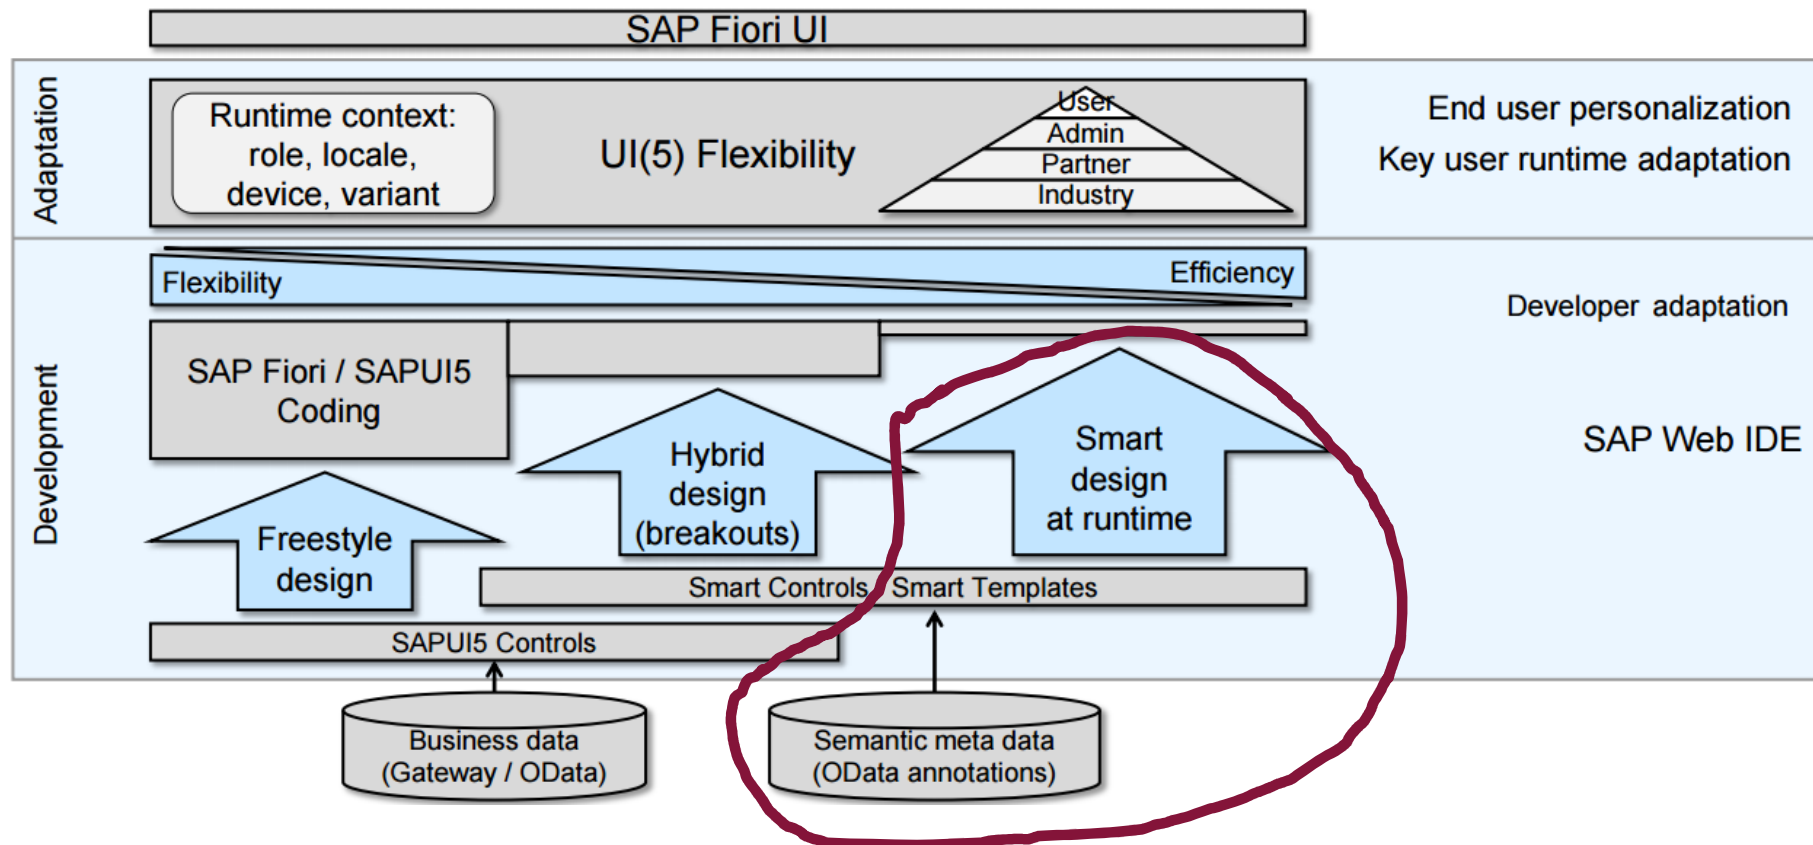 SAP Fiori UI
Adaptation
Runtime context:
role, locale,
device, variant
UI(5) Flexibility
User
Admin
Partner
Industry
End user personalization
Key user runtime adaptation
Development
Flexibility
Efficiency
Developer adaptation
SAP Fiori / SAPUI5
Coding
Hybrid
design
(breakouts)
Smart
design
at runtime
SAP Web IDE
Freestyle
design
Smart Controls
Smart Templates
SAPUI5 Controls
Business data
(Gateway / OData)
Semantic meta data
(OData annotations)